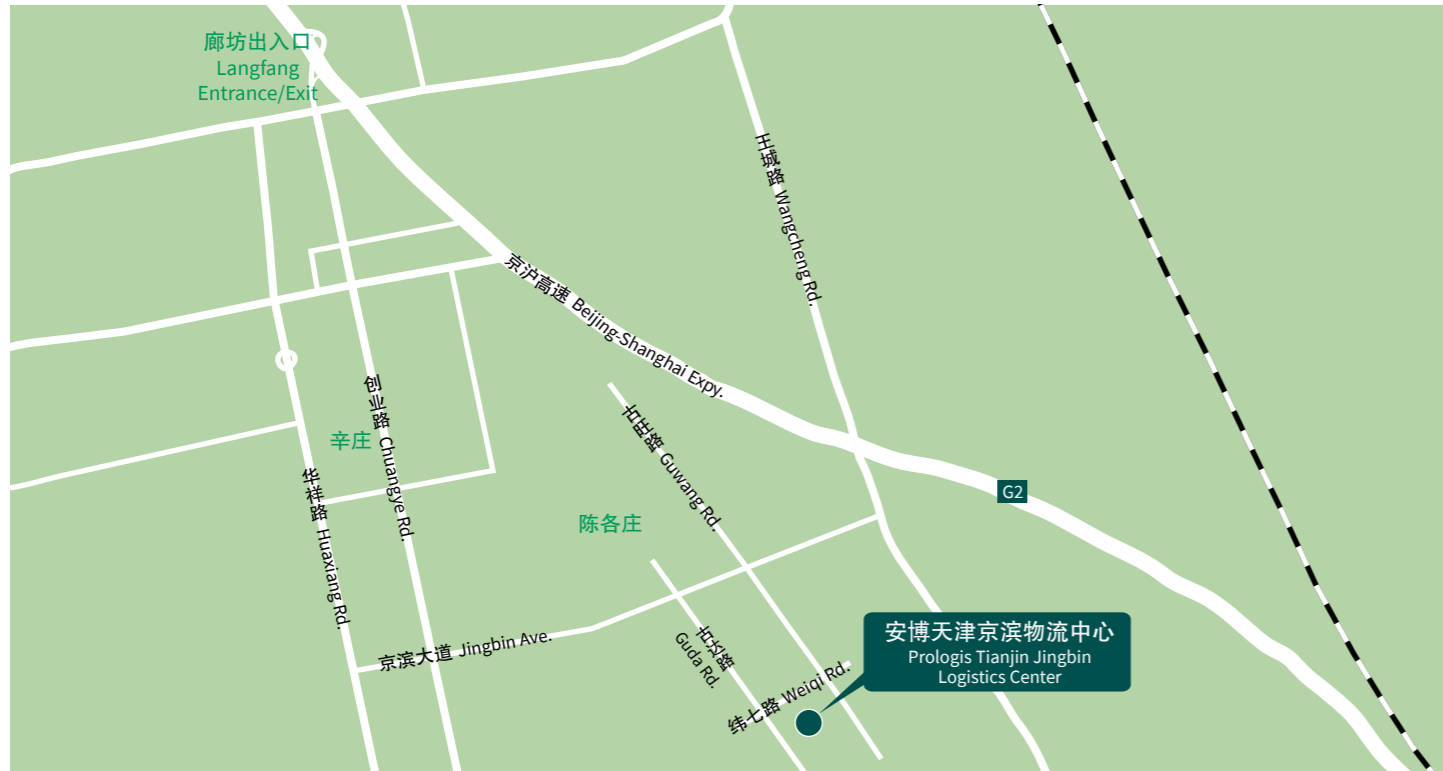 廊坊出入口
Langfang
Entrance/Exit
王城路 Wangcheng Rd.
京沪高速 Beijing-Shanghai Expy.
创业路 Chuangye Rd.
古旺路 Guwang Rd.
辛庄
华祥路 Huaxiang Rd.
G2
陈各庄
京滨大道 Jingbin Ave.
古达路
Guda Rd.
安博天津京滨物流中心
Prologis Tianjin Jingbin
Logistics Center
纬七路 Weiqi Rd.